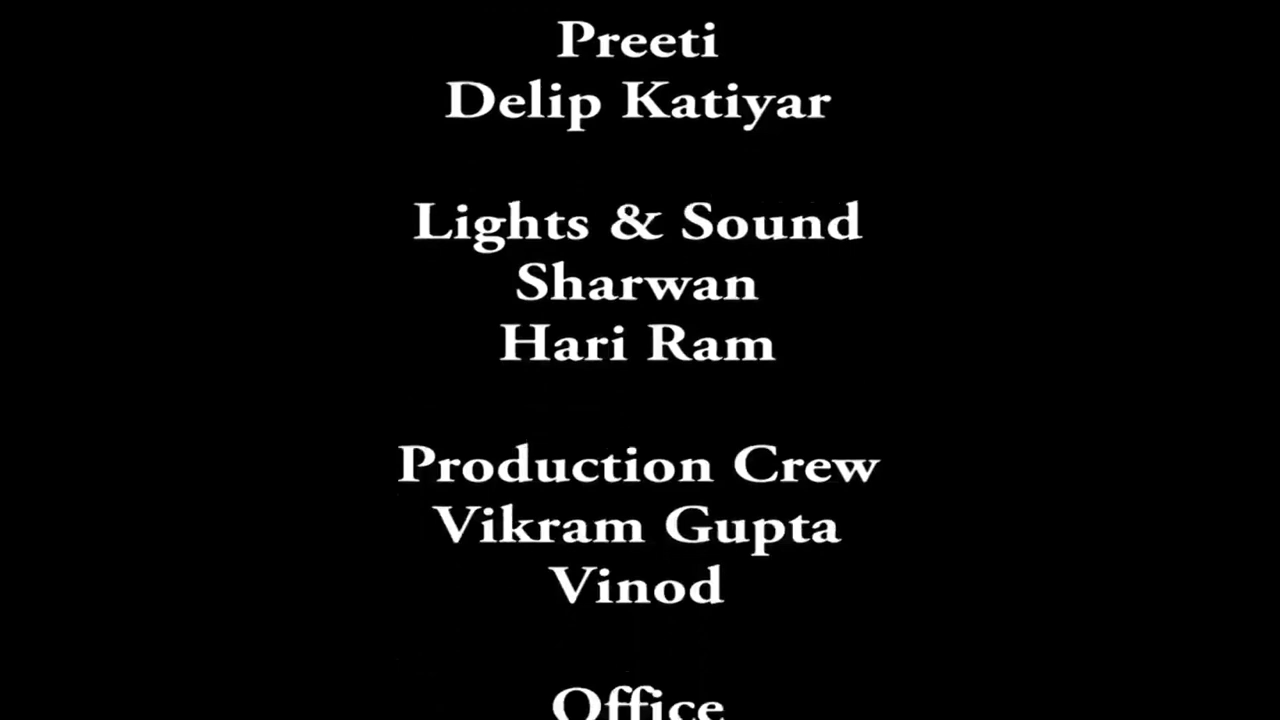 Preeti
Delip Katiyar
Lights & Sound
Sharwan
Hari Ram
Production Crew
Vikram Gupta
Vinod
Office